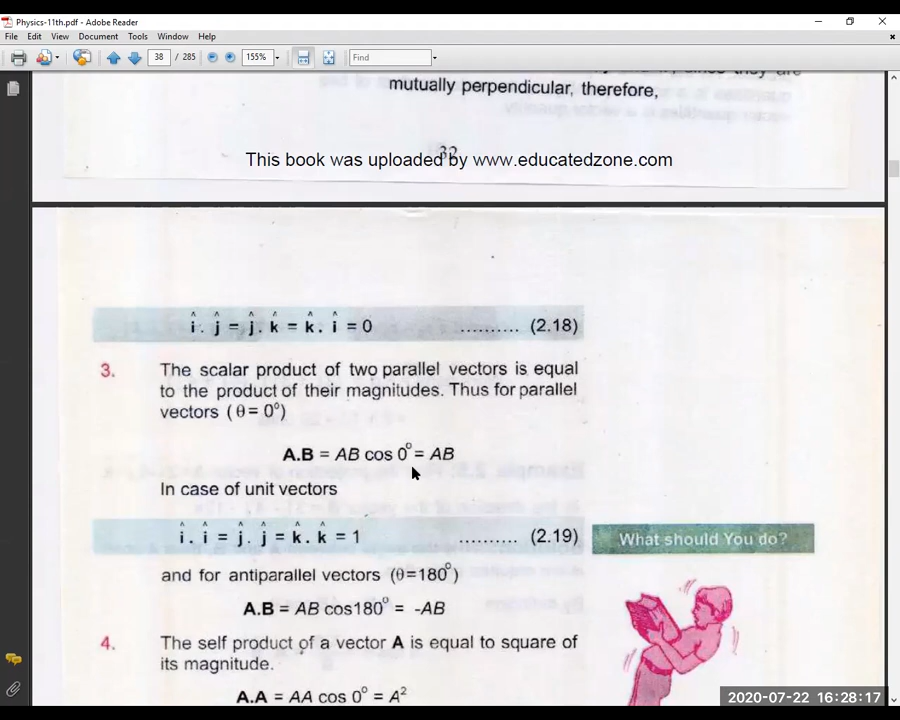 Physics-11th.pdf - Adobe Reader
File Edit View Document Tools Window Help
38 / 285 155% Find
mutually perpendicular, therefore,
32
This book was uploaded by www.educatedzone.com
î. ĵ = ĵ. k̂ = k̂. î = 0 .......... (2.18)
3. The scalar product of two parallel vectors is equal
to the product of their magnitudes. Thus for parallel
vectors (θ= 0°)
A.B = AB cos 0° = AB
In case of unit vectors
î. î = ĵ. ĵ = k̂. k̂ = 1 .......... (2.19)
What should You do?
and for antiparallel vectors (θ=180°)
A.B = AB cos180° = -AB
4. The self product of a vector A is equal to square of
its magnitude.
A.A = AA cos 0° = A²
2020-07-22 16:28:17